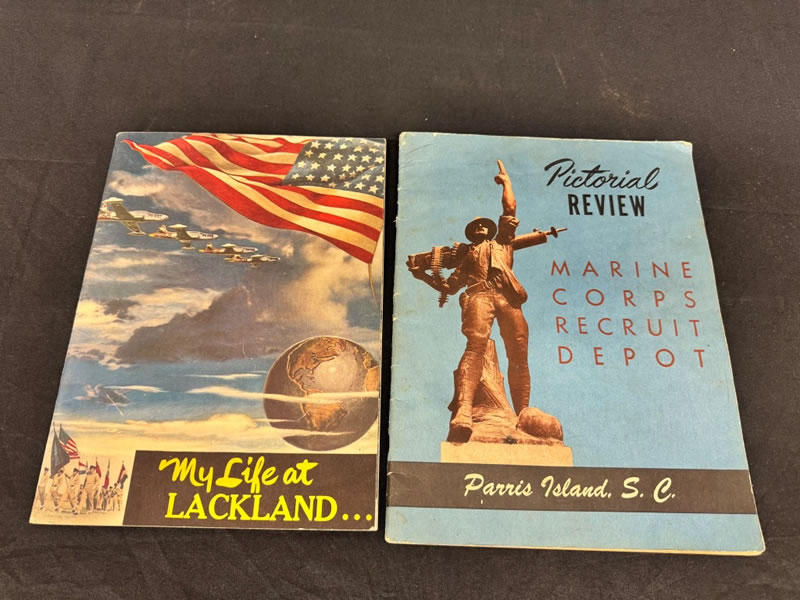 My Life at
LACKLAND...
Pictorial
REVIEW
MARINE
CORPS
RECRUIT
DEPOT
Parris Island, S. C.